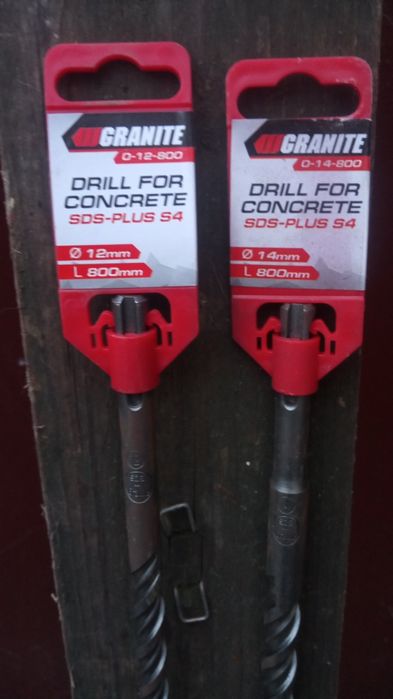 GRANITE
0-12-800
DRILL FOR
CONCRETE
SDS-PLUS S4
Ø 12mm
L 800mm
GRANITE
0-14-800
DRILL FOR
CONCRETE
SDS-PLUS S4
Ø 14mm
L 800mm